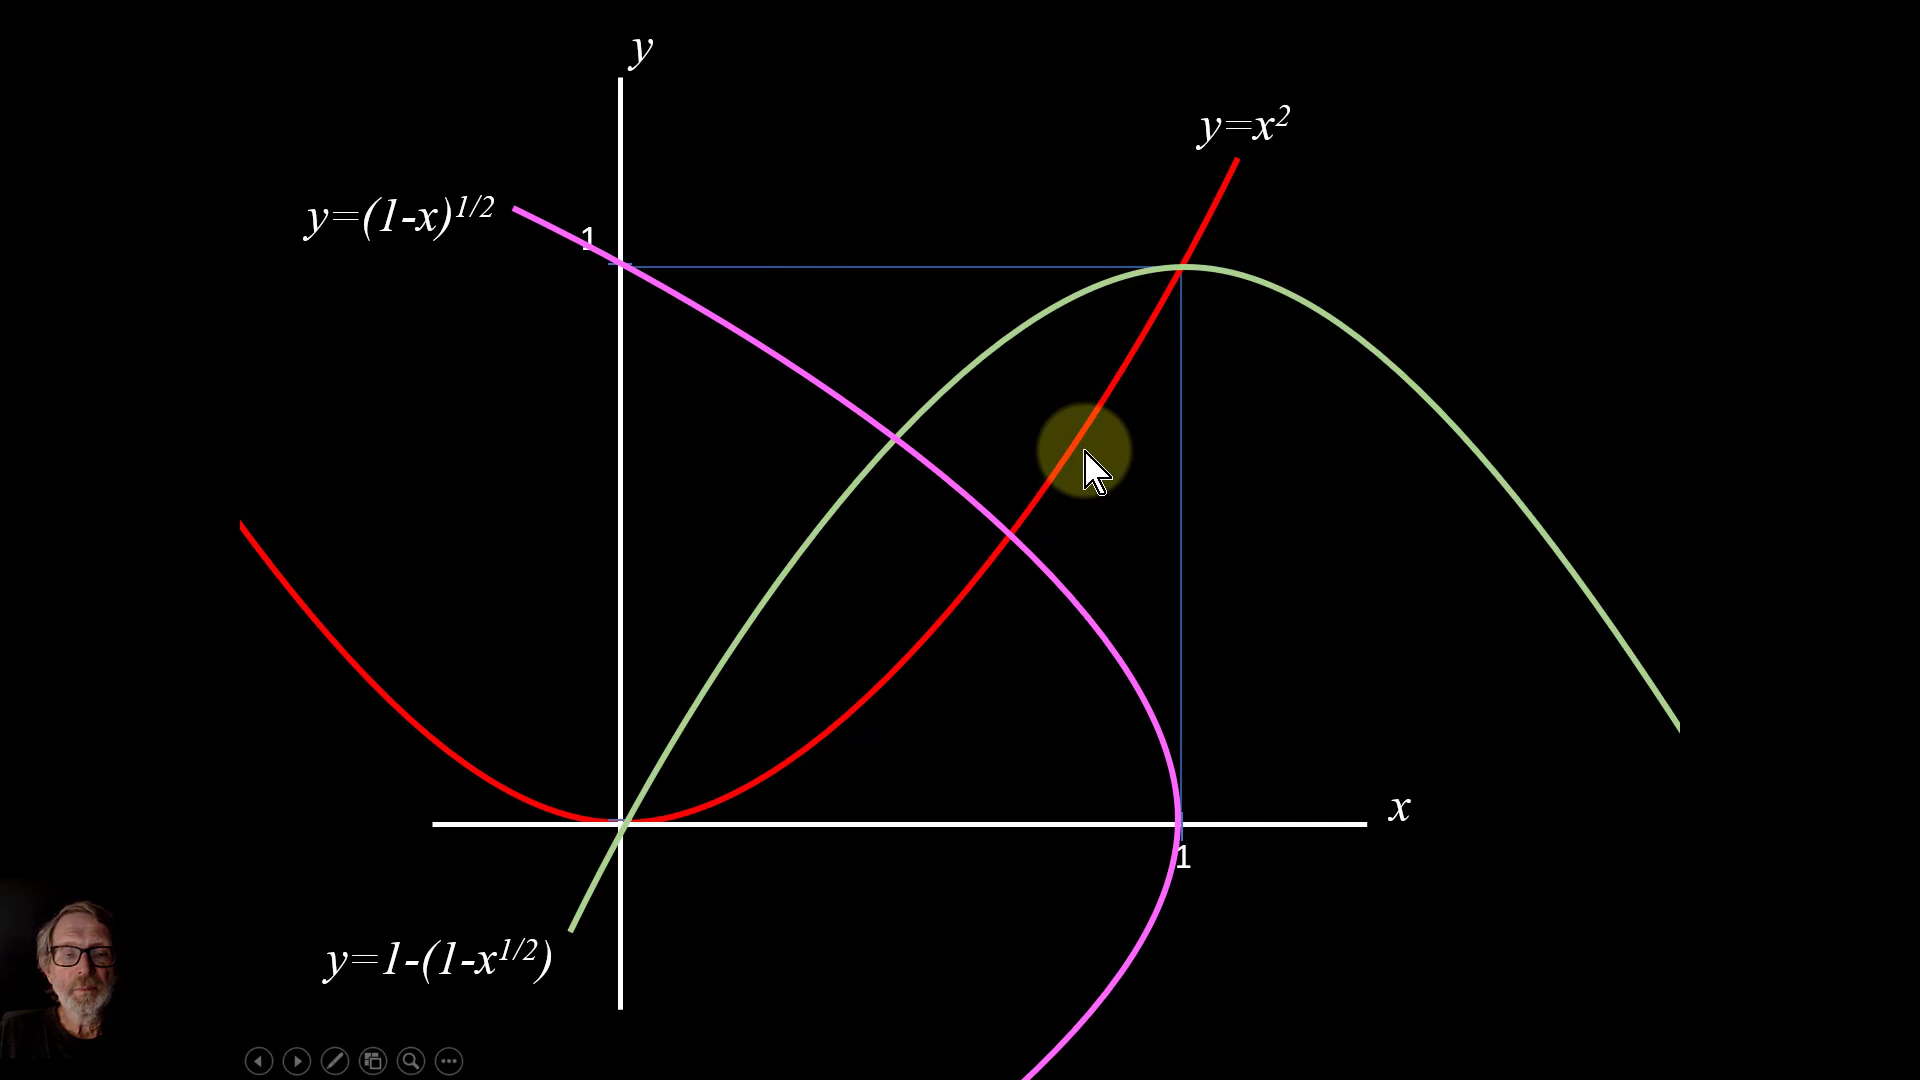 y
y=x²
y=(1-x)^1/2
1
x
1
y=1-(1-x^1/2)